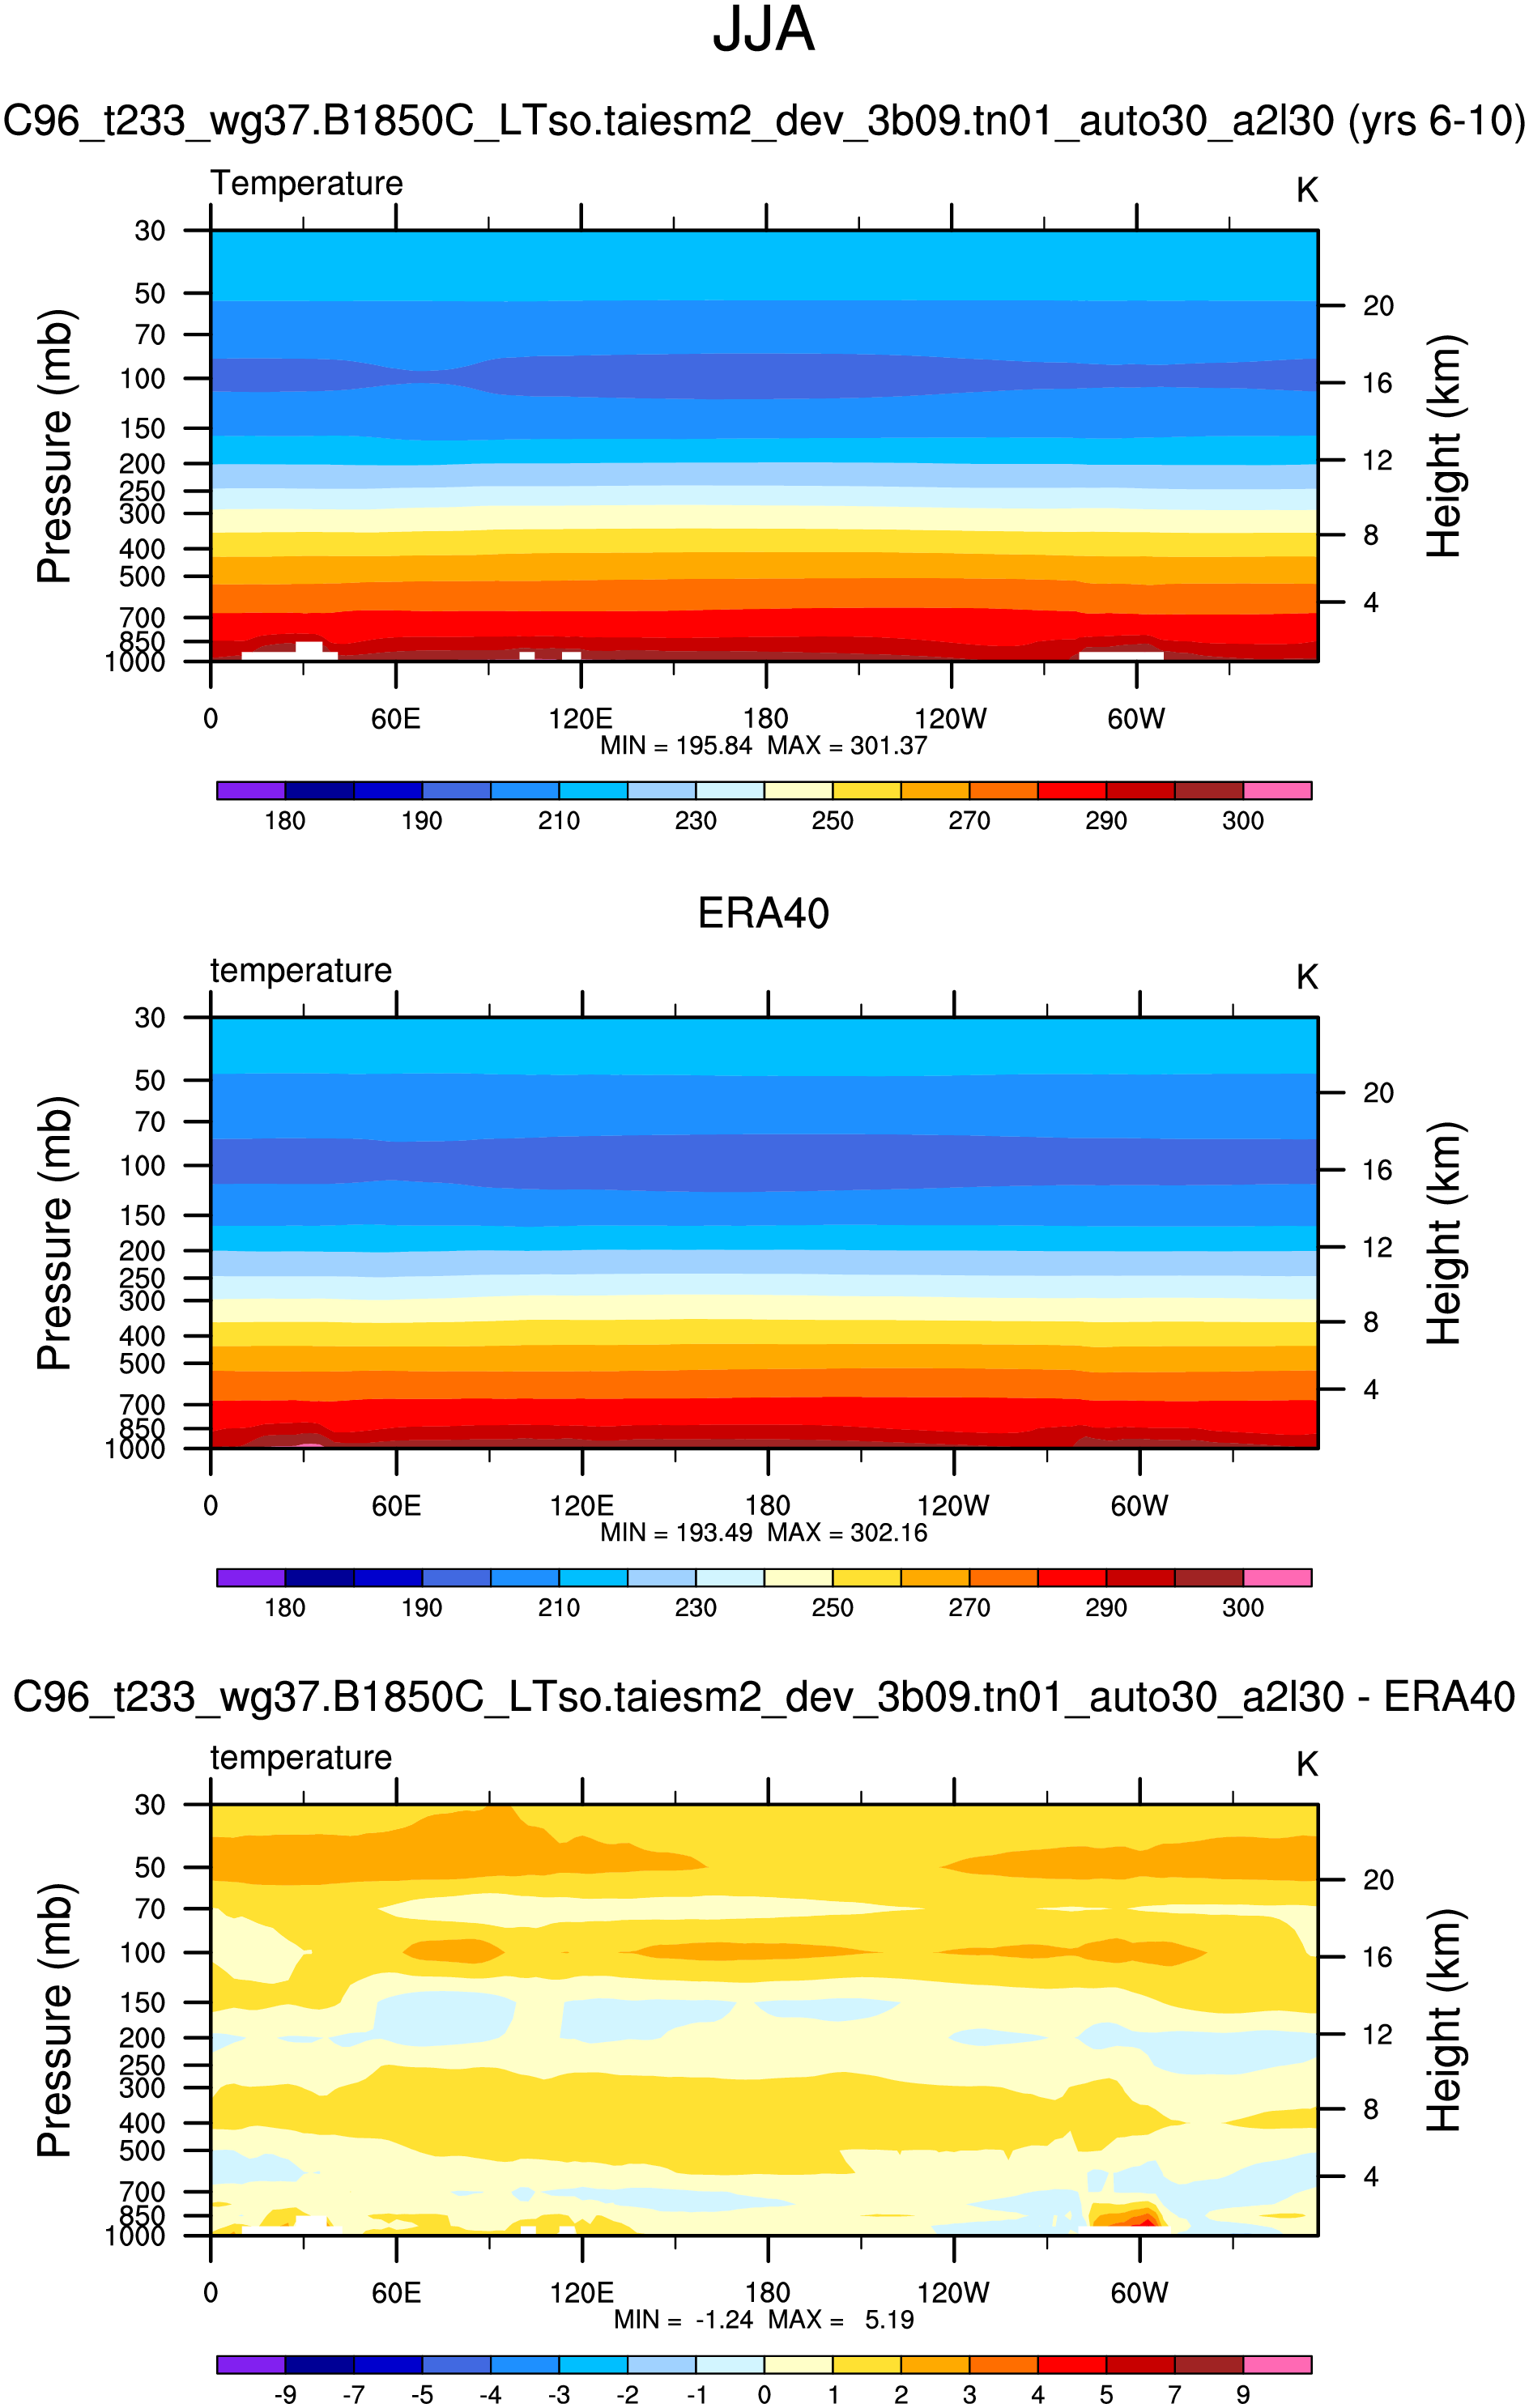 JJA
C96_t233_wg37.B1850C_LTso.taiesm2_dev_3b09.tn01_auto30_a2l30 (yrs 6-10)
Temperature K
30
50
70
100
150
200
250
300
400
500
700
850
1000
Pressure (mb)
20
16
12
8
4
Height (km)
0 60E 120E 180 120W 60W
MIN = 195.84 MAX = 301.37
180 190 210 230 250 270 290 300
ERA40
temperature K
30
50
70
100
150
200
250
300
400
500
700
850
1000
Pressure (mb)
20
16
12
8
4
Height (km)
0 60E 120E 180 120W 60W
MIN = 193.49 MAX = 302.16
180 190 210 230 250 270 290 300
C96_t233_wg37.B1850C_LTso.taiesm2_dev_3b09.tn01_auto30_a2l30 - ERA40
temperature K
30
50
70
100
150
200
250
300
400
500
700
850
1000
Pressure (mb)
20
16
12
8
4
Height (km)
0 60E 120E 180 120W 60W
MIN = -1.24 MAX = 5.19
-9 -7 -5 -4 -3 -2 -1 0 1 2 3 4 5 7 9